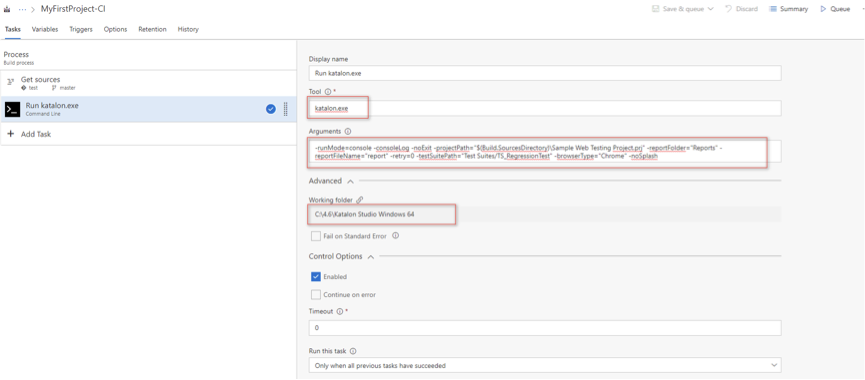 ··· > MyFirstProject-CI
Save & queue Discard Summary Queue
Tasks Variables Triggers Options Retention History
Process
Build process
Get sources
test master
Run katalon.exe
Command Line
+ Add Task
Display name
Run katalon.exe
Tool *
katalon.exe
Arguments
-runMode=console -consoleLog -noExit -projectPath="$(Build.SourcesDirectory)\Sample Web Testing Project.prj" -reportFolder="Reports" -
reportFileName="report" -retry=0 -testSuitePath="Test Suites/TS_RegressionTest" -browserType="Chrome" -noSplash
Advanced
Working folder
C:\4.6\Katalon Studio Windows 64
Fail on Standard Error
Control Options
Enabled
Continue on error
Timeout *
0
Run this task
Only when all previous tasks have succeeded